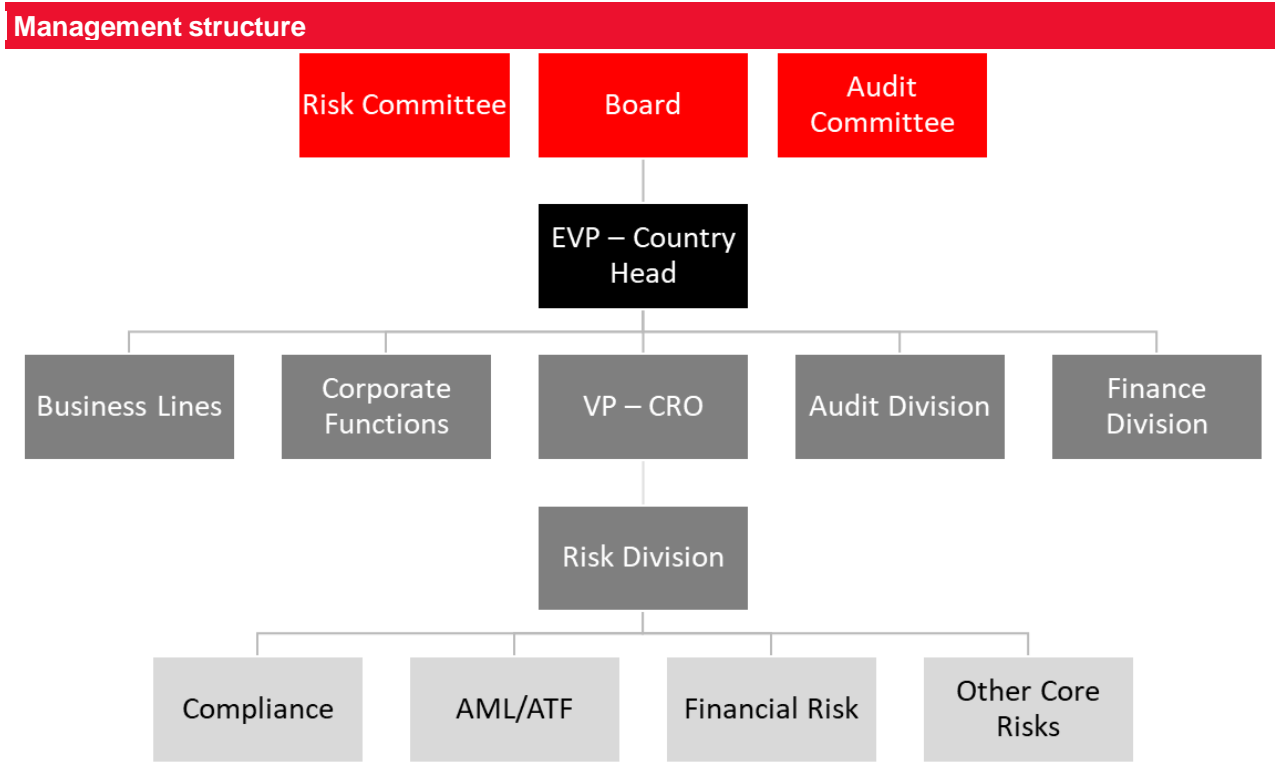 Management structure
Risk Committee
Board
Audit
Committee
EVP – Country
Head
Business Lines
Corporate
Functions
VP – CRO
Audit Division
Finance
Division
Risk Division
Compliance
AML/ATF
Financial Risk
Other Core
Risks